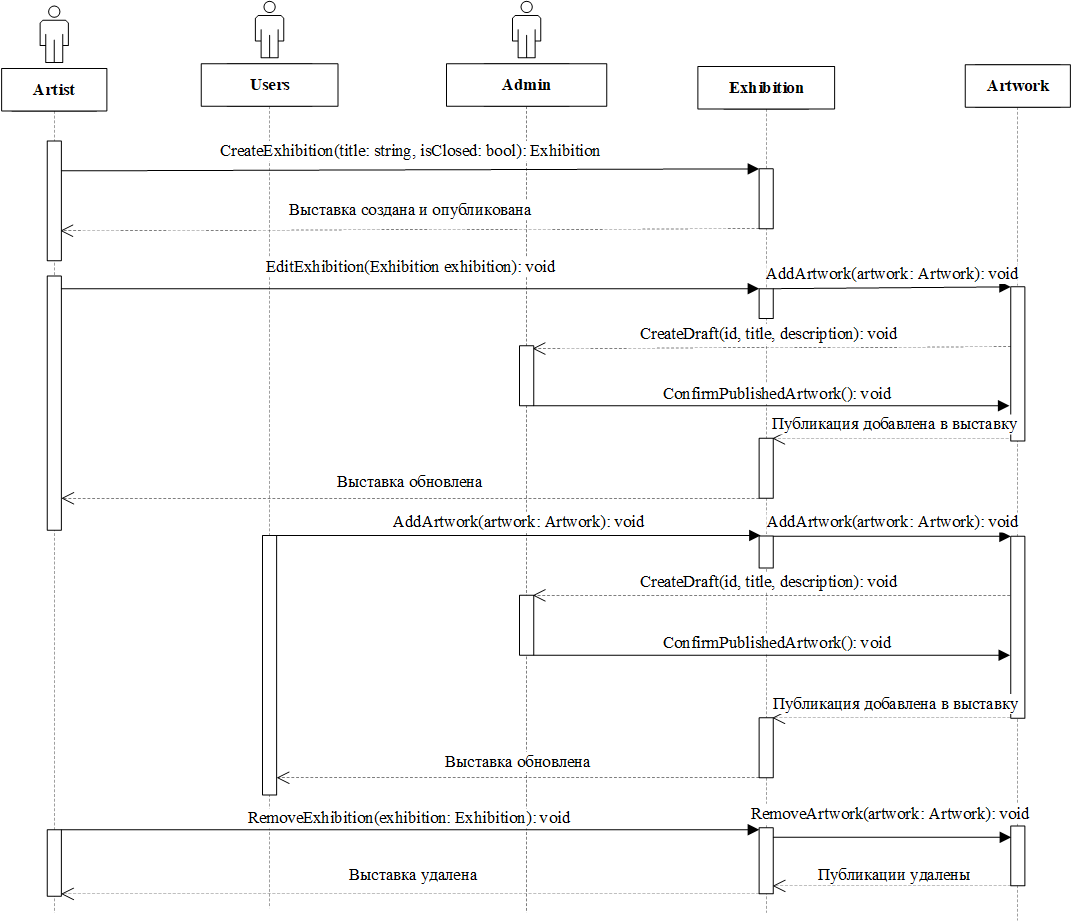 Artist
Users
Admin
Exhibition
Artwork
CreateExhibition(title: string, isClosed: bool): Exhibition
Выставка создана и опубликована
EditExhibition(Exhibition exhibition): void
AddArtwork(artwork: Artwork): void
CreateDraft(id, title, description): void
ConfirmPublishedArtwork(): void
Публикация добавлена в выставку
Выставка обновлена
AddArtwork(artwork: Artwork): void
AddArtwork(artwork: Artwork): void
CreateDraft(id, title, description): void
ConfirmPublishedArtwork(): void
Публикация добавлена в выставку
Выставка обновлена
RemoveExhibition(exhibition: Exhibition): void
RemoveArtwork(artwork: Artwork): void
Выставка удалена
Публикации удалены